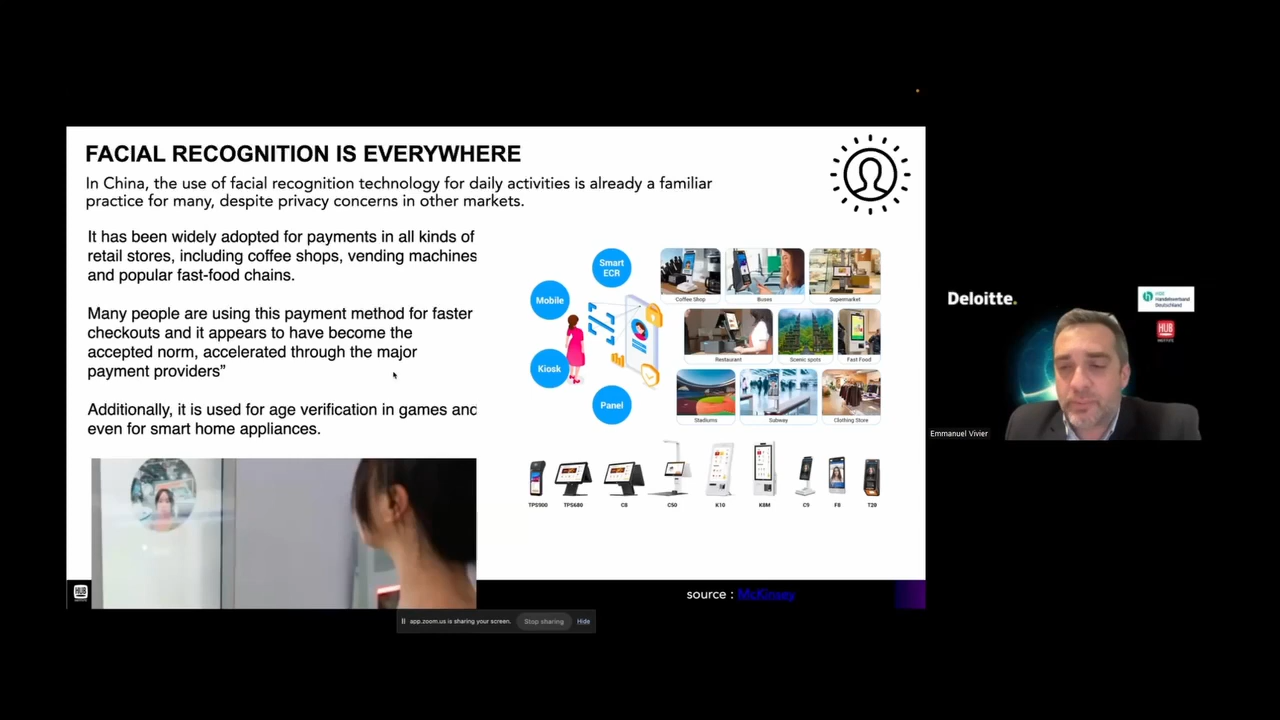 FACIAL RECOGNITION IS EVERYWHERE
In China, the use of facial recognition technology for daily activities is already a familiar
practice for many, despite privacy concerns in other markets.
It has been widely adopted for payments in all kinds of
retail stores, including coffee shops, vending machines
and popular fast-food chains.
Many people are using this payment method for faster
checkouts and it appears to have become the
accepted norm, accelerated through the major
payment providers”
Additionally, it is used for age verification in games and
even for smart home appliances.
Smart
ECR
Mobile
Kiosk
Panel
Coffee Shop
Buses
Supermarket
Restaurant
Scenic spots
Fast Food
Stadiums
Subway
Clothing Store
TPS900
TPS680
C8
C50
K10
K8M
C9
F8
T20
HUB
source : McKinsey
app.zoom.us is sharing your screen.
Stop sharing
Hide
Deloitte.
Handelsverband
Deutschland
HUB
INSTITUTE
Emmanuel Vivier